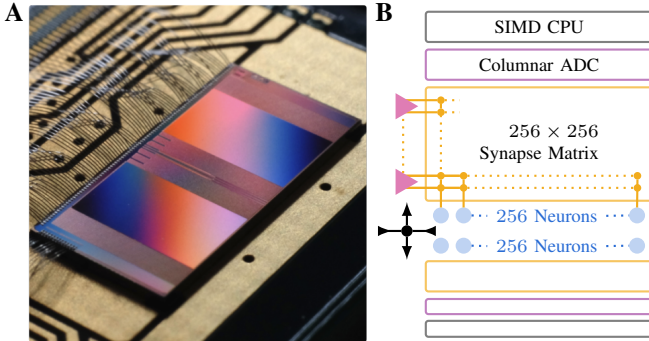 A
B
SIMD CPU
Columnar ADC
256 × 256
Synapse Matrix
256 Neurons
256 Neurons